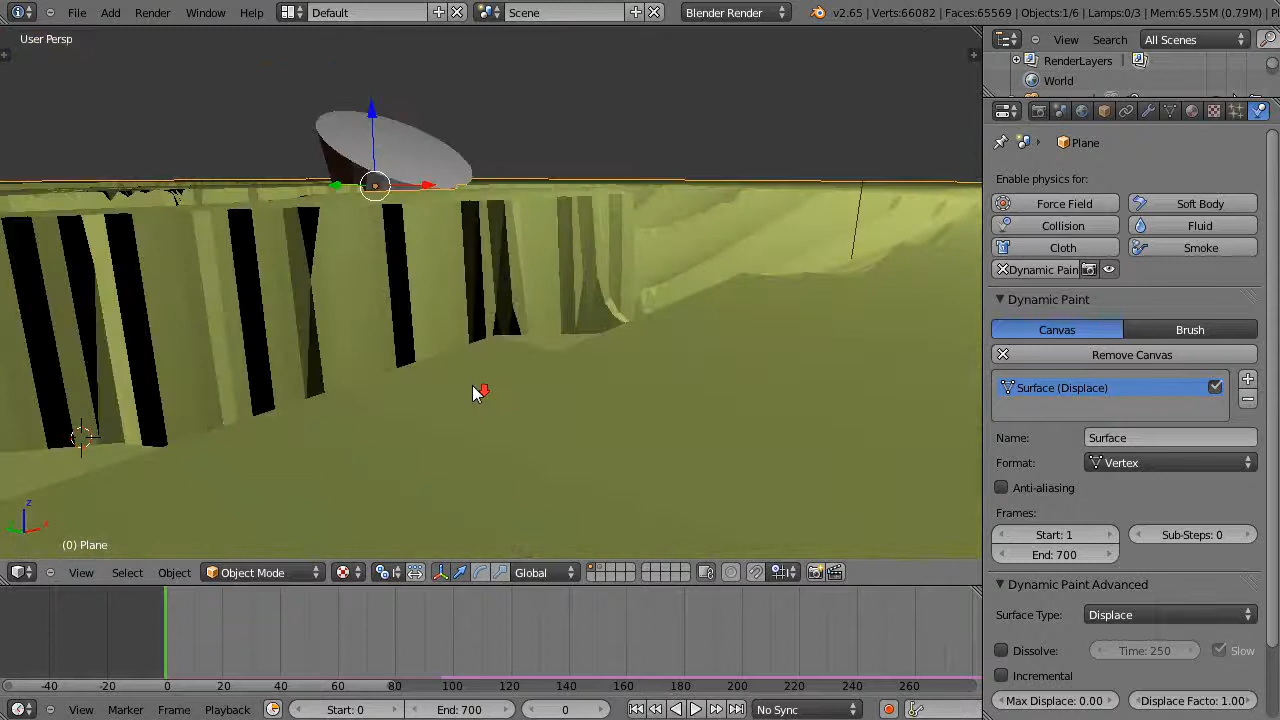 File Add Render Window Help Default Scene Blender Render v2.65 | Verts:66082 | Faces:65569 | Objects:1/6 | Lamps:0/3 | Mem:65.55M (0.79M) | Pl
User Persp
View Search All Scenes
RenderLayers
World
Plane
Enable physics for:
Force Field Soft Body
Collision Fluid
Cloth Smoke
Dynamic Pain
Dynamic Paint
Canvas Brush
Remove Canvas
Surface (Displace)
Name: Surface
Format: Vertex
Anti-aliasing
Frames:
Start: 1 Sub-Steps: 0
End: 700
Dynamic Paint Advanced
Surface Type: Displace
Dissolve: Time: 250 Slow
Incremental
Max Displace: 0.00 Displace Facto: 1.00
z
(0) Plane
View Select Object Object Mode Global
-40 -20 0 20 40 60 80 100 120 140 160 180 200 220 240 260
View Marker Frame Playback Start: 0 End: 700 0 No Sync